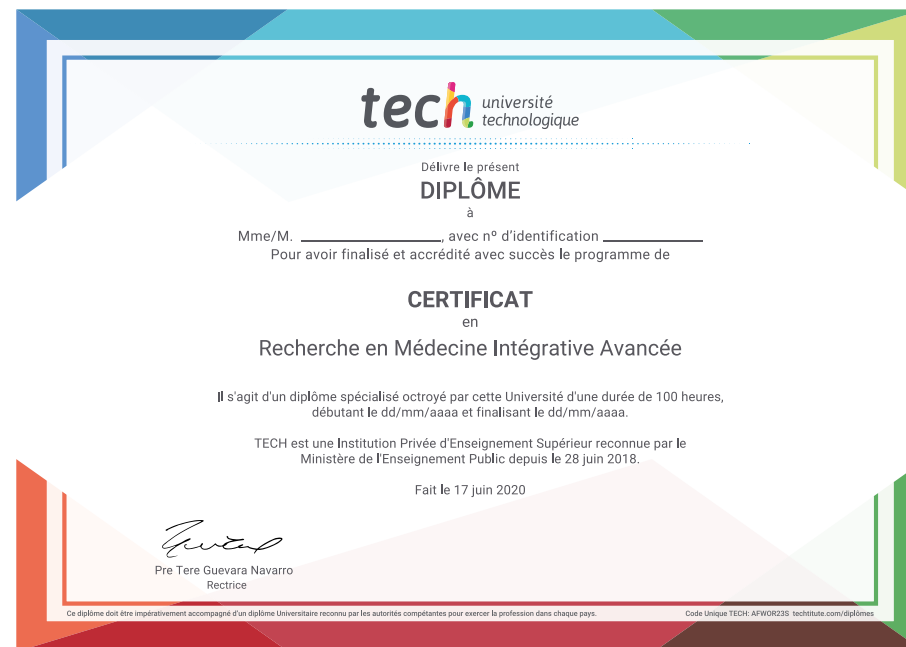 tech université
technologique
Délivre le présent
DIPLÔME
à
Mme/M. ____________________, avec nº d'identification ______________
Pour avoir finalisé et accrédité avec succès le programme de
CERTIFICAT
en
Recherche en Médecine Intégrative Avancée
Il s'agit d'un diplôme spécialisé octroyé par cette Université d'une durée de 100 heures,
débutant le dd/mm/aaaa et finalisant le dd/mm/aaaa.
TECH est une Institution Privée d'Enseignement Supérieur reconnue par le
Ministère de l'Enseignement Public depuis le 28 juin 2018.
Fait le 17 juin 2020
Pre Tere Guevara Navarro
Rectrice
Ce diplôme doit être impérativement accompagné d'un diplôme Universitaire reconnu par les autorités compétantes pour exercer la profession dans chaque pays.
Code Unique TECH: AFWOR23S techtitute.com/diplômes